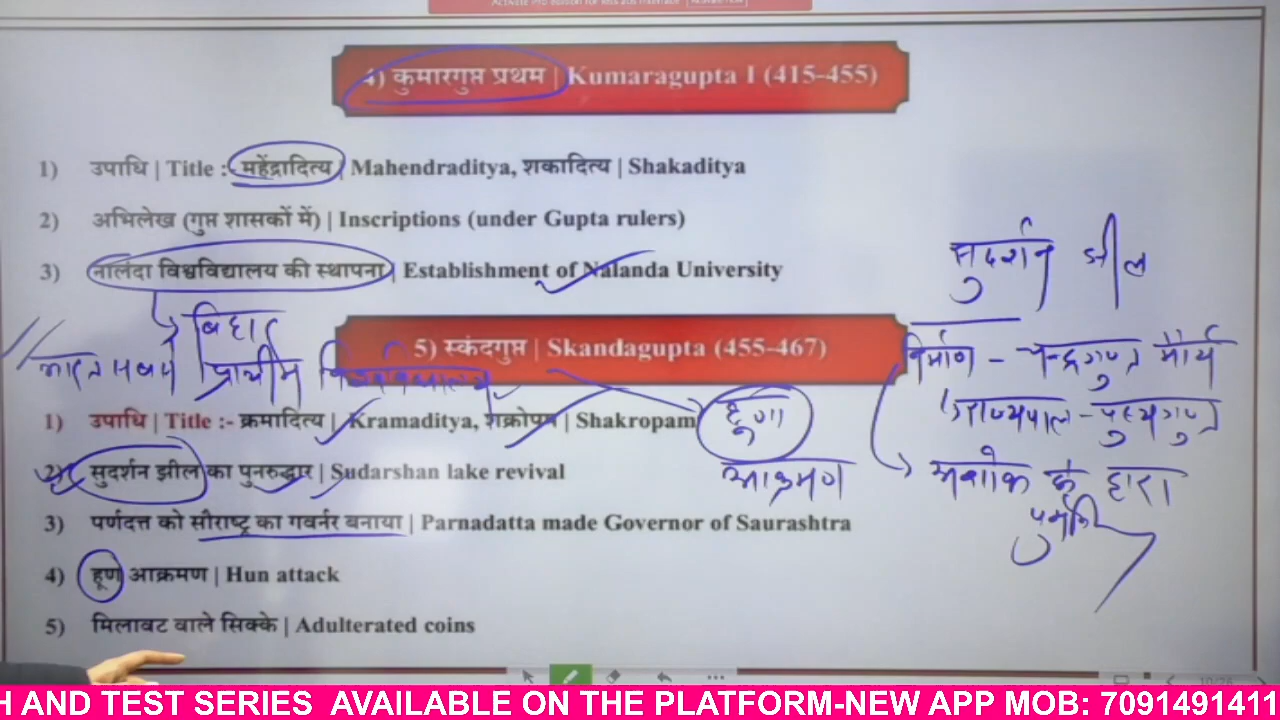 4) कुमारगुप्त प्रथम | Kumaragupta I (415-455)
1) उपाधि | Title :- महेंद्रादित्य | Mahendraditya, शकादित्य | Shakaditya
2) अभिलेख (गुप्त शासकों में) | Inscriptions (under Gupta rulers)
3) नालंदा विश्वविद्यालय की स्थापना | Establishment of Nalanda University
बिहार
प्राचीन विश्वविद्यालय
5) स्कंदगुप्त | Skandagupta (455-467)
1) उपाधि | Title :- क्रमादित्य | Kramaditya, शक्रोपम | Shakropam
2) सुदर्शन झील का पुनरुद्धार | Sudarshan lake revival
3) पर्णदत्त को सौराष्ट्र का गवर्नर बनाया | Parnadatta made Governor of Saurashtra
4) हूण आक्रमण | Hun attack
5) मिलावट वाले सिक्के | Adulterated coins
हूण
आक्रमण
सुदर्शन झील
निर्माण - चन्द्रगुप्त मौर्य
राज्यपाल - पुष्यगुप्त
अशोक के द्वारा
10/26
H AND TEST SERIES AVAILABLE ON THE PLATFORM-NEW APP MOB: 7091491411